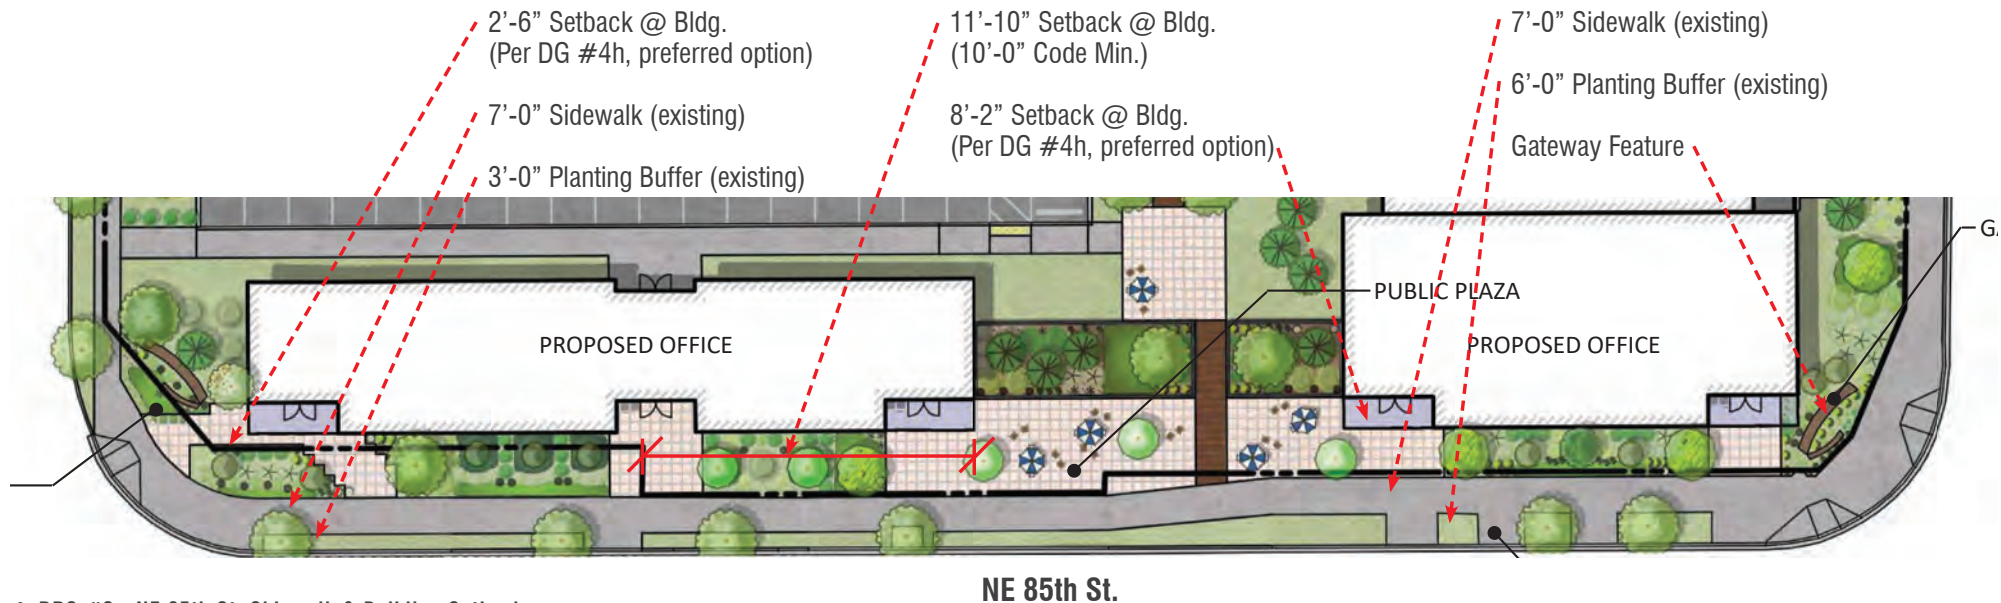 2'-6” Setback @ Bldg.
(Per DG #4h, preferred option)
7’-0” Sidewalk (existing)
3’-0” Planting Buffer (existing)
11’-10” Setback @ Bldg.
(10’-0” Code Min.)
8’-2” Setback @ Bldg.
(Per DG #4h, preferred option)
7’-0” Sidewalk (existing)
6’-0” Planting Buffer (existing)
Gateway Feature
PUBLIC PLAZA
PROPOSED OFFICE
PROPOSED OFFICE
NE 85th St.